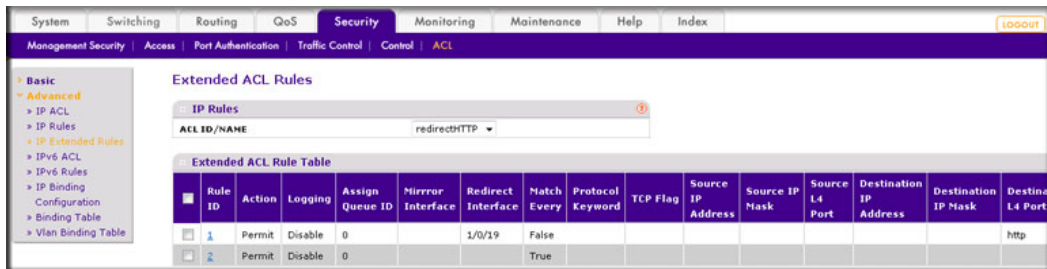 System Switching Routing QoS Security Monitoring Maintenance Help Index LOGOUT
Management Security | Access | Port Authentication | Traffic Control | Control | ACL
Basic
Advanced
» IP ACL
» IP Rules
» IP Extended Rules
» IPv6 ACL
» IPv6 Rules
» IP Binding
Configuration
» Binding Table
» Vlan Binding Table
Extended ACL Rules
IP Rules ?
ACL ID/NAME redirectHTTP
Extended ACL Rule Table
Rule ID Action Logging Assign Queue ID Mirrror Interface Redirect Interface Match Every Protocol Keyword TCP Flag Source IP Address Source IP Mask Source L4 Port Destination IP Address Destination IP Mask Destina L4 Port
1 Permit Disable 0 1/0/19 False http
2 Permit Disable 0 True